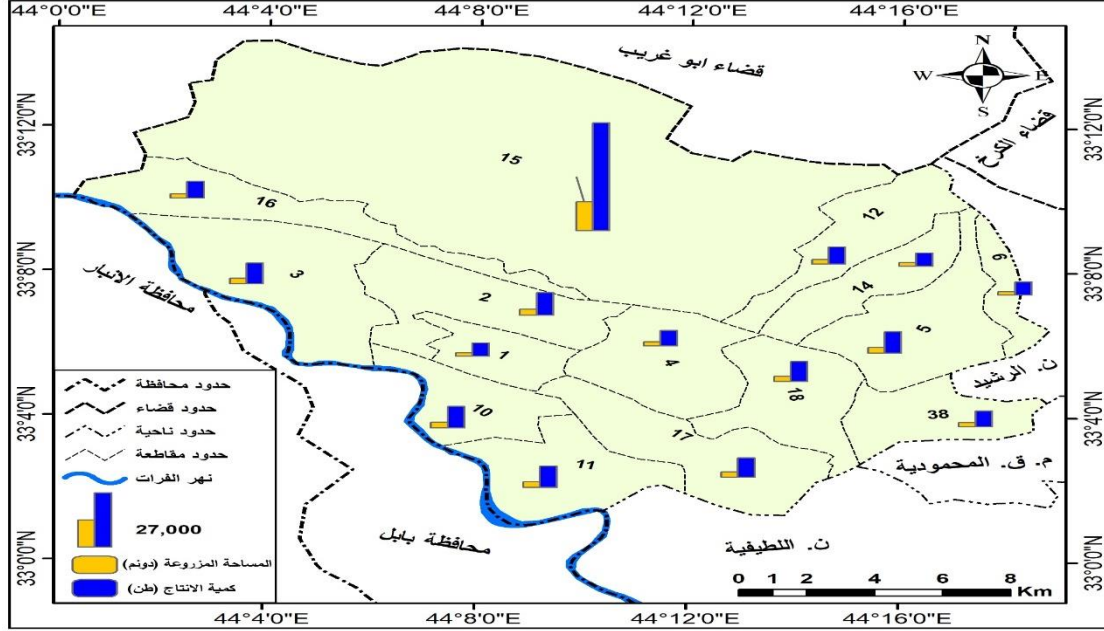 44°0'0"E 44°4'0"E 44°8'0"E 44°12'0"E 44°16'0"E
N
W E
S
قضاء ابو غريب
قضاء الكرخ
33°12'0"N 33°12'0"N
15
16
12
33°8'0"N 33°8'0"N
محافظة الانبار
3
2
14
6
1
4
5
18
ن. الرشيد
33°4'0"N 33°4'0"N
10
17
38
11
م. ق. المحمودية
محافظة بابل
ن. اللطيفية
33°0'0"N 33°0'0"N
حدود محافظة
حدود قضاء
حدود ناحية
حدود مقاطعة
نهر الفرات
27,000
المساحة المزروعة (دونم)
كمية الانتاج (طن)
0 1 2 4 6 8
Km
44°4'0"E 44°8'0"E 44°12'0"E 44°16'0"E